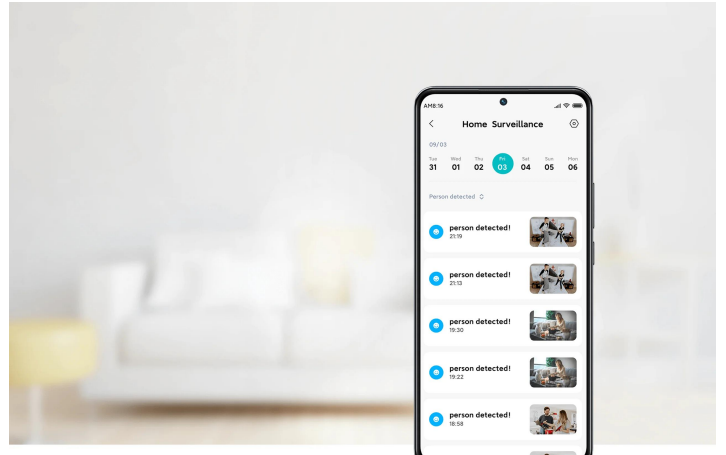 AM8:16
Home Surveillance
09/03
Tue Wed Thu Fri Sat Sun Mon
31 01 02 03 04 05 06
Person detected
person detected!
21:19
person detected!
21:13
person detected!
19:30
person detected!
19:22
person detected!
18:58